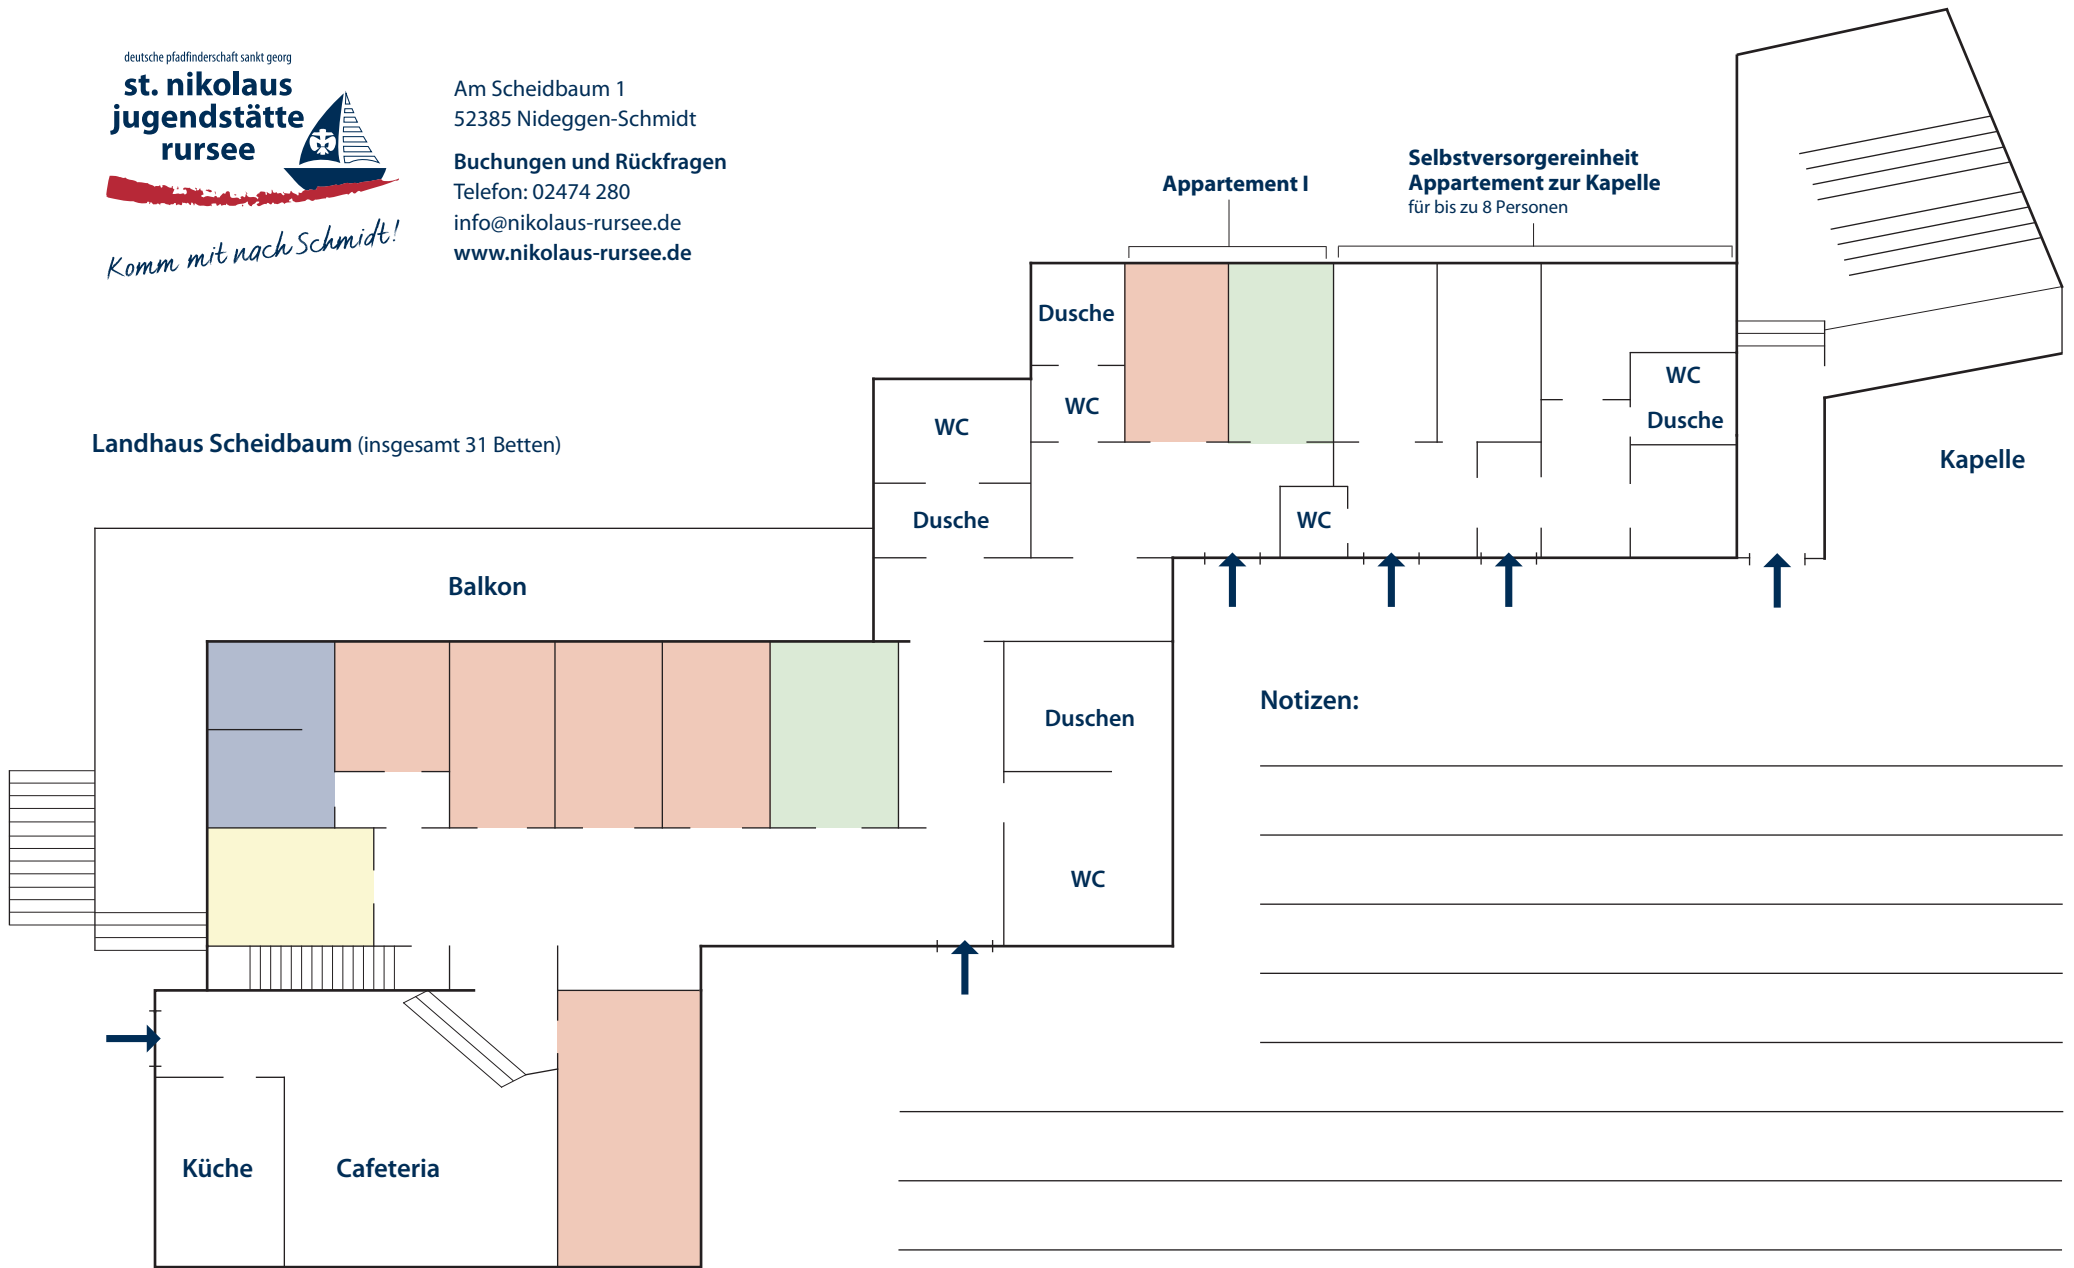 deutsche pfadfinderschaft sankt georg
st. nikolaus
jugendstätte
rursee
Komm mit nach Schmidt!
Am Scheidbaum 1
52385 Nideggen-Schmidt
Buchungen und Rückfragen
Telefon: 02474 280
info@nikolaus-rursee.de
www.nikolaus-rursee.de
Appartement I
Selbstversorgereinheit
Appartement zur Kapelle
für bis zu 8 Personen
Dusche
WC
WC
Dusche
WC
Dusche
WC
Kapelle
Landhaus Scheidbaum (insgesamt 31 Betten)
Balkon
Duschen
WC
Notizen:
Küche
Cafeteria